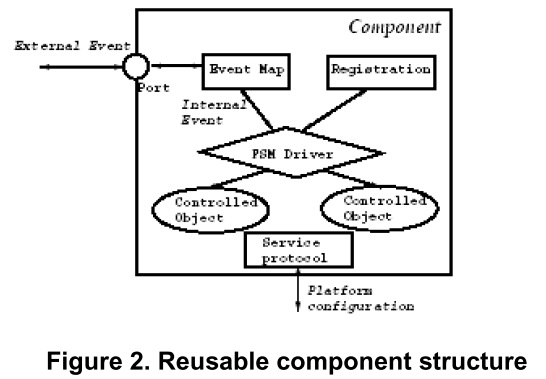 Component
External Event
Event Map
Registration
Port
Internal
Event
FSM Driver
Controlled
Object
Controlled
Object
Service
protocol
Platform
configuration
Figure 2. Reusable component structure